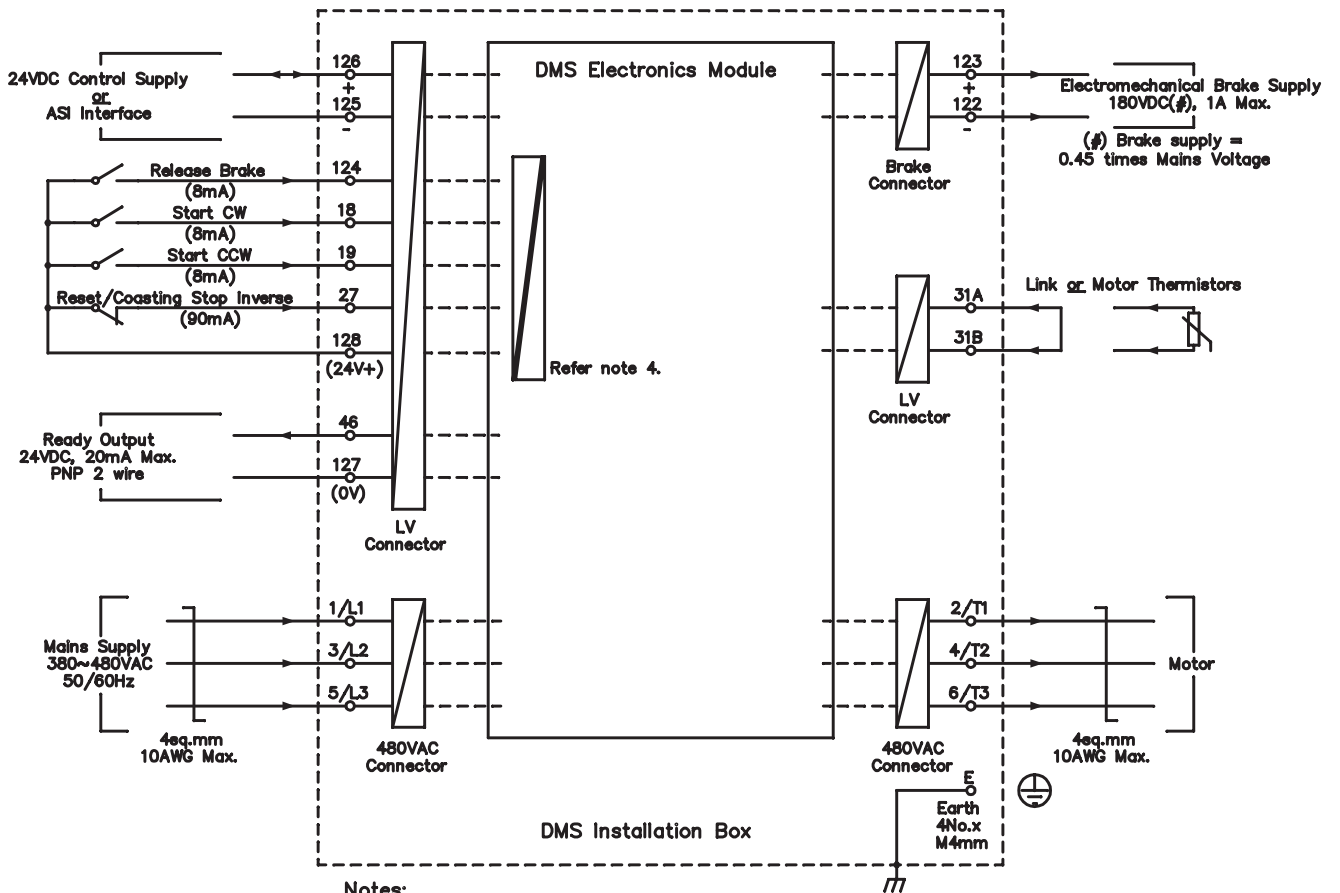 126
+
125
-
24VDC Control Supply
or
ASI Interface
Release Brake
(8mA)
124
Start CW
(8mA)
18
Start CCW
(8mA)
19
Reset/Coasting Stop Inverse
(90mA)
27
128
(24V+)
46
127
(0V)
Ready Output
24VDC, 20mA Max.
PNP 2 wire
LV
Connector
Mains Supply
380~480VAC
50/60Hz
1/L1
3/L2
5/L3
4sq.mm
10AWG Max.
480VAC
Connector
DMS Electronics Module
Refer note 4.
DMS Installation Box
123
+
122
-
Brake
Connector
Electromechanical Brake Supply
180VDC(#), 1A Max.
(#) Brake supply =
0.45 times Mains Voltage
31A
31B
Link or Motor Thermistors
LV
Connector
2/T1
4/T2
6/T3
Motor
480VAC
Connector
4sq.mm
10AWG Max.
E
Earth
4No.x
M4mm
Notes: